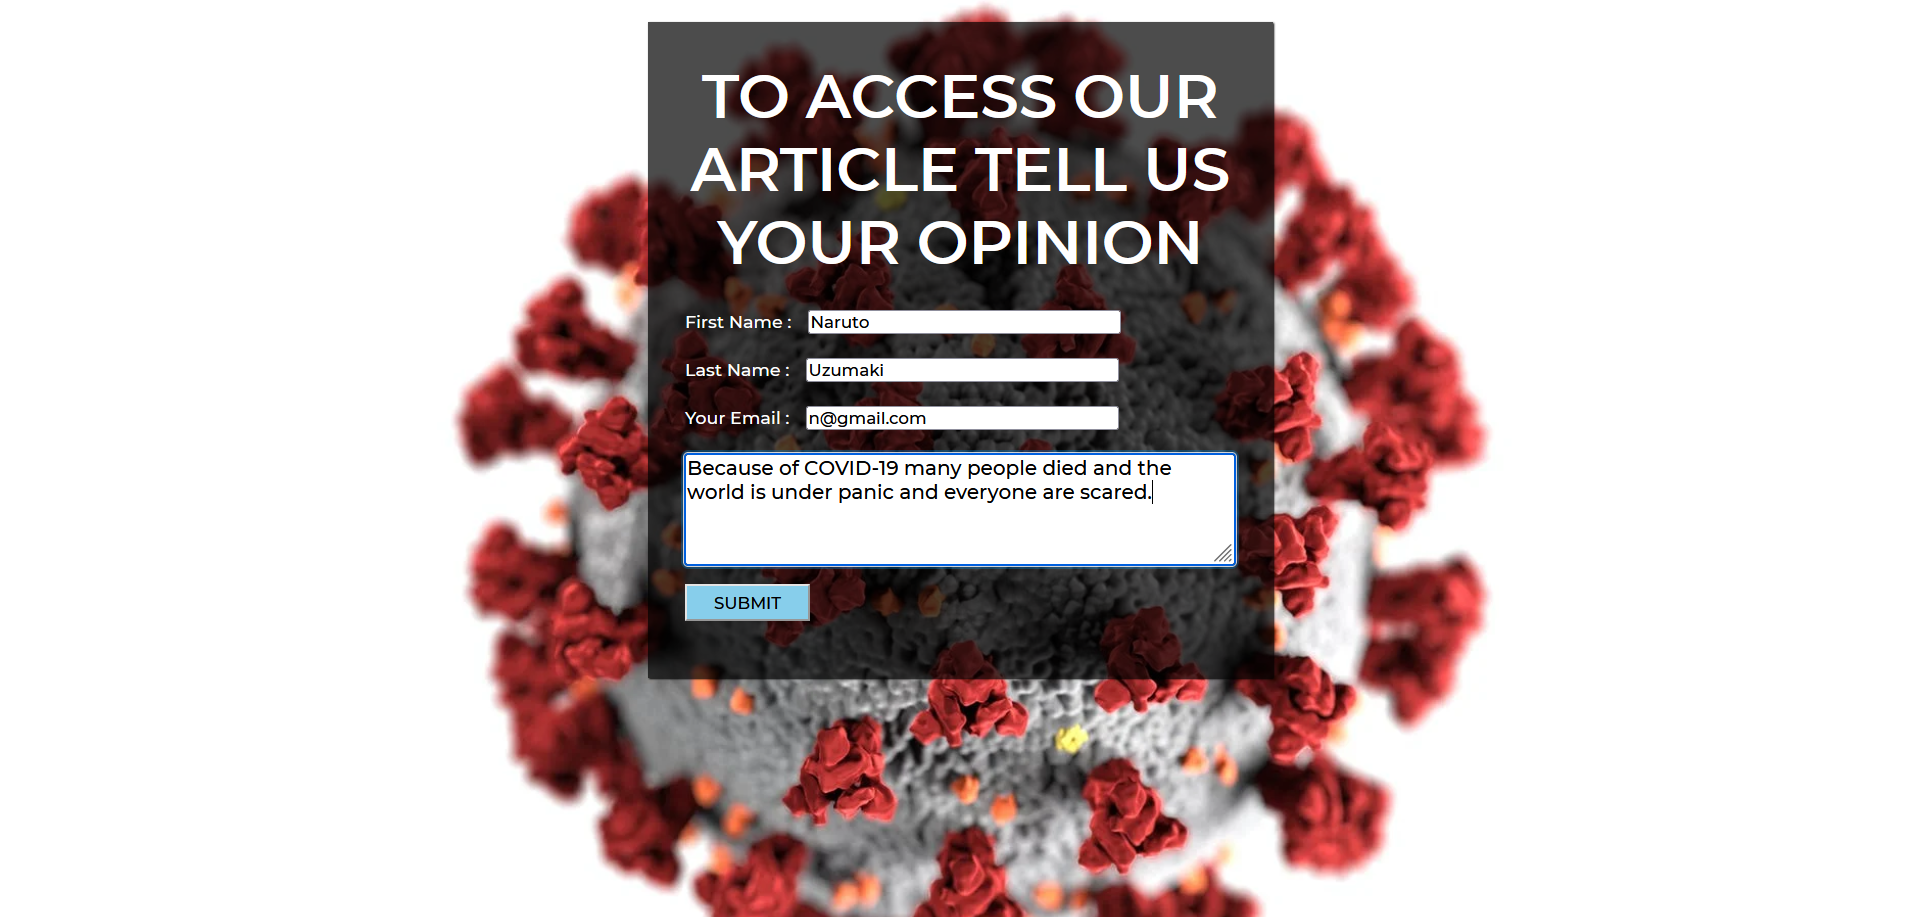 TO ACCESS OUR
ARTICLE TELL US
YOUR OPINION
First Name : Naruto
Last Name : Uzumaki
Your Email : n@gmail.com
Because of COVID-19 many people died and the
world is under panic and everyone are scared.
SUBMIT